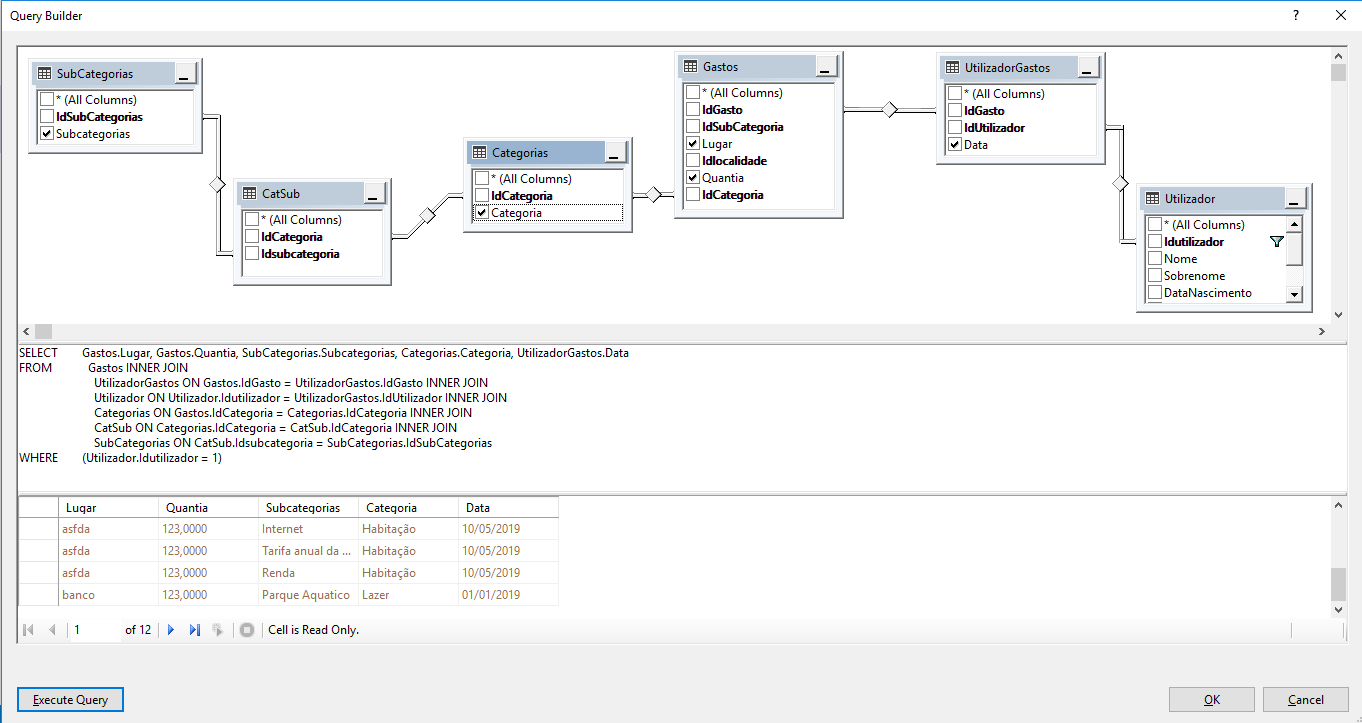 Query Builder
?
SubCategorias
* (All Columns)
IdSubCategorias
Subcategorias
CatSub
* (All Columns)
IdCategoria
Idsubcategoria
Categorias
* (All Columns)
IdCategoria
Categoria
Gastos
* (All Columns)
IdGasto
IdSubCategoria
Lugar
Idlocalidade
Quantia
IdCategoria
UtilizadorGastos
* (All Columns)
IdGasto
IdUtilizador
Data
Utilizador
* (All Columns)
Idutilizador
Nome
Sobrenome
DataNascimento
SELECT Gastos.Lugar, Gastos.Quantia, SubCategorias.Subcategorias, Categorias.Categoria, UtilizadorGastos.Data
FROM Gastos INNER JOIN
UtilizadorGastos ON Gastos.IdGasto = UtilizadorGastos.IdGasto INNER JOIN
Utilizador ON Utilizador.Idutilizador = UtilizadorGastos.IdUtilizador INNER JOIN
Categorias ON Gastos.IdCategoria = Categorias.IdCategoria INNER JOIN
CatSub ON Categorias.IdCategoria = CatSub.IdCategoria INNER JOIN
SubCategorias ON CatSub.Idsubcategoria = SubCategorias.IdSubCategorias
WHERE (Utilizador.Idutilizador = 1)
Lugar Quantia Subcategorias Categoria Data
asfda 123,0000 Internet Habitação 10/05/2019
asfda 123,0000 Tarifa anual da ... Habitação 10/05/2019
asfda 123,0000 Renda Habitação 10/05/2019
banco 123,0000 Parque Aquatico Lazer 01/01/2019
1 of 12 Cell is Read Only.
Execute Query OK Cancel